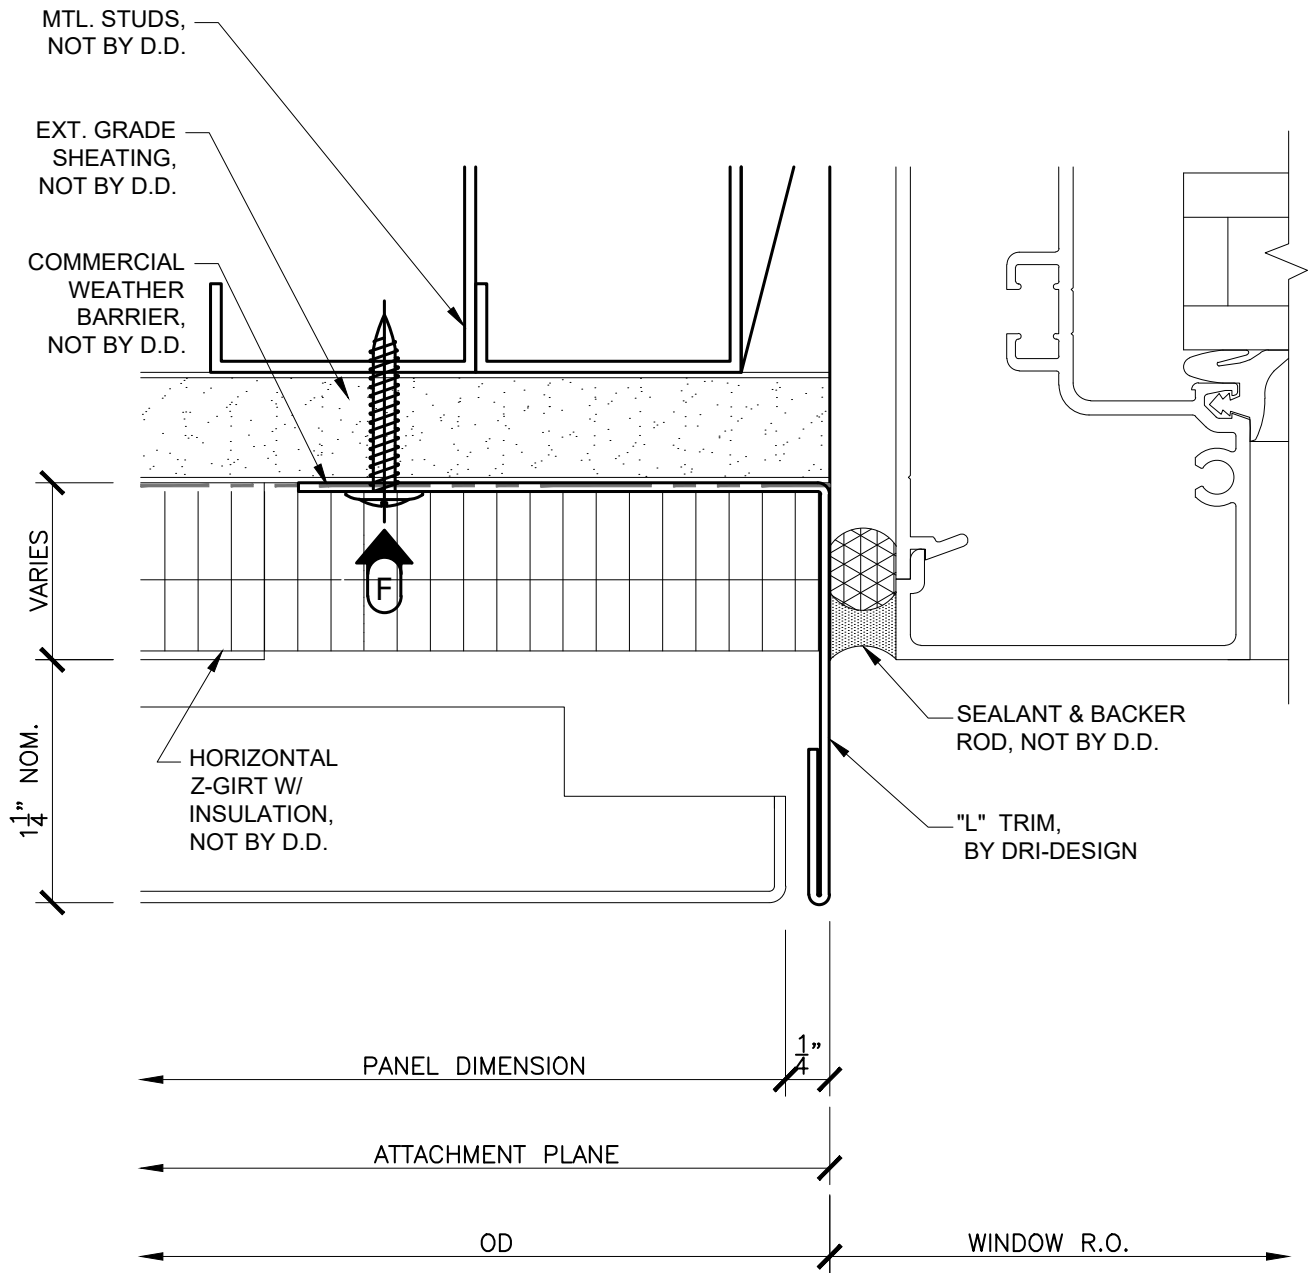 MTL. STUDS,
NOT BY D.D.
EXT. GRADE
SHEATING,
NOT BY D.D.
COMMERCIAL
WEATHER
BARRIER,
NOT BY D.D.
VARIES
F
1 1/4" NOM.
HORIZONTAL
Z-GIRT W/
INSULATION,
NOT BY D.D.
SEALANT & BACKER
ROD, NOT BY D.D.
"L" TRIM,
BY DRI-DESIGN
PANEL DIMENSION
1/4"
ATTACHMENT PLANE
OD
WINDOW R.O.